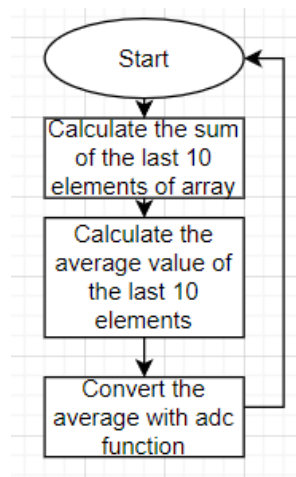 Start
Calculate the sum
of the last 10
elements of array
Calculate the
average value of
the last 10
elements
Convert the
average with adc
function